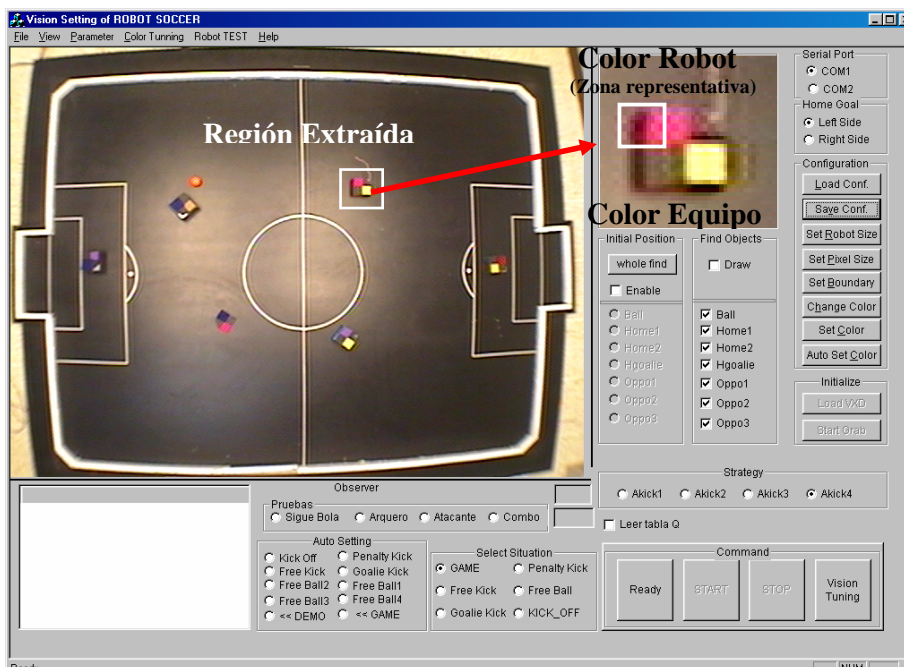 Vision Setting of ROBOT SOCCER
File View Parameter Color Tunning Robot TEST Help
Región Extraída
Color Robot
(Zona representativa)
Color Equipo
Serial Port
COM1
COM2
Home Goal
Left Side
Right Side
Configuration
Load Conf.
Save Conf.
Set Robot Size
Set Pixel Size
Set Boundary
Change Color
Set Color
Auto Set Color
Initialize
Load VXD
Start Grab
Initial Position
whole find
Enable
Ball
Home1
Home2
Hgoalie
Oppo1
Oppo2
Oppo3
Find Objects
Draw
Ball
Home1
Home2
Hgoalie
Oppo1
Oppo2
Oppo3
Strategy
Akick1 Akick2 Akick3 Akick4
Leer tabla Q
Observer
Pruebas
Sigue Bola Arquero Atacante Combo
Auto Setting
Kick Off Penalty Kick
Free Kick Goalie Kick
Free Ball2 Free Ball1
Free Ball3 Free Ball4
<< DEMO << GAME
Select Situation
GAME Penalty Kick
Free Kick Free Ball
Goalie Kick KICK_OFF
Command
Ready
START
STOP
Vision
Tuning
Ready NUM